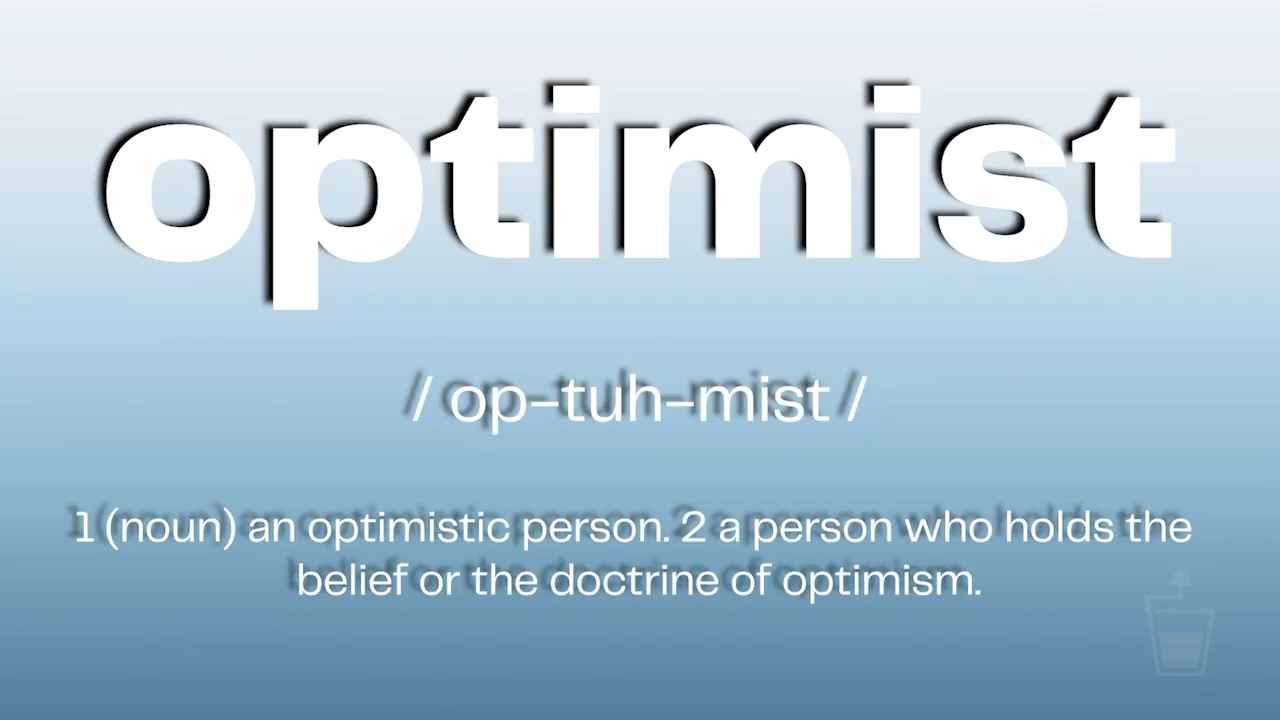 optimist
/ op-tuh-mist /
1 (noun) an optimistic person. 2 a person who holds the
belief or the doctrine of optimism.